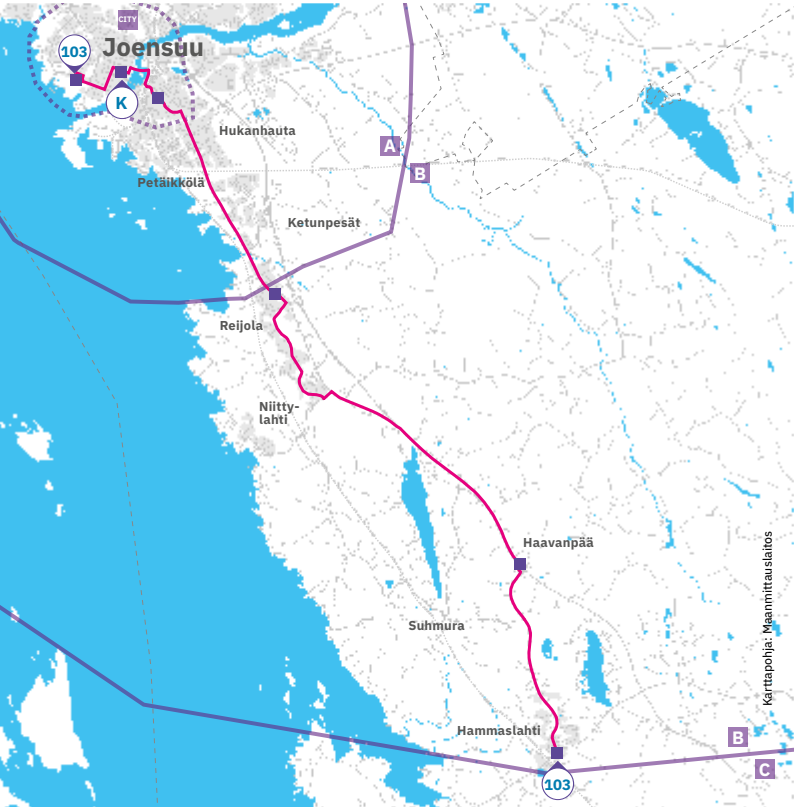 CITY
103
Joensuu
K
Hukanhauta
A
B
Petäikkölä
Ketunpesät
Reijola
Niitty-
lahti
Haavanpää
Suhmura
Hammaslahti
B
C
103
Karttapohja: Maanmittauslaitos